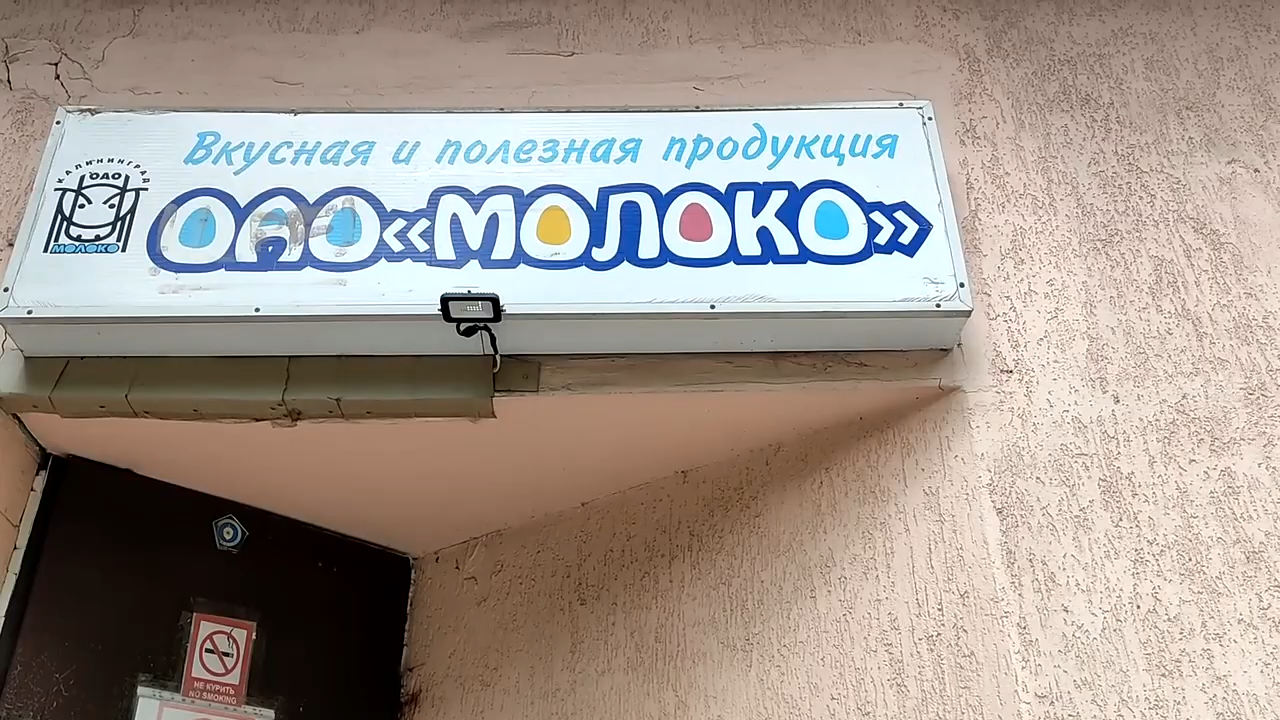 Вкусная и полезная продукция
КАЛИНИНГРАД
ОАО
МОЛОКО
ОАО «МОЛОКО»
НЕ КУРИТЬ
NO SMOKING